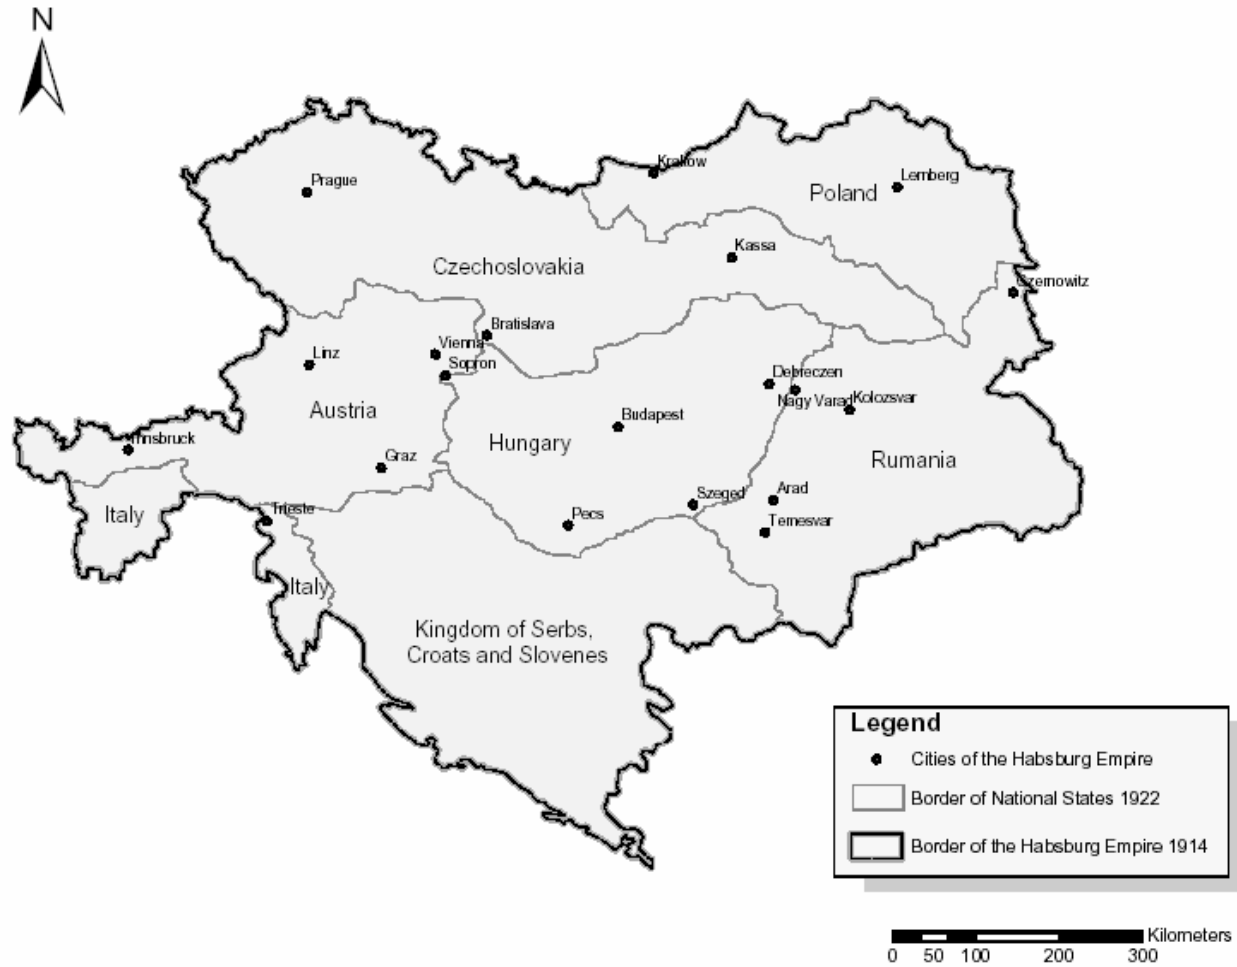 N
Krakow
Prague
Lemberg
Poland
Kassa
Czechoslovakia
Czernowitz
Bratislava
Vienna
Linz
Sopron
Debreczen
Nagy Varad
Kolozsvar
Austria
Budapest
Innsbruck
Hungary
Graz
Rumania
Szeged
Arad
Italy
Trieste
Pecs
Temesvar
Italy
Kingdom of Serbs,
Croats and Slovenes
Legend
Cities of the Habsburg Empire
Border of National States 1922
Border of the Habsburg Empire 1914
Kilometers
0 50 100 200 300